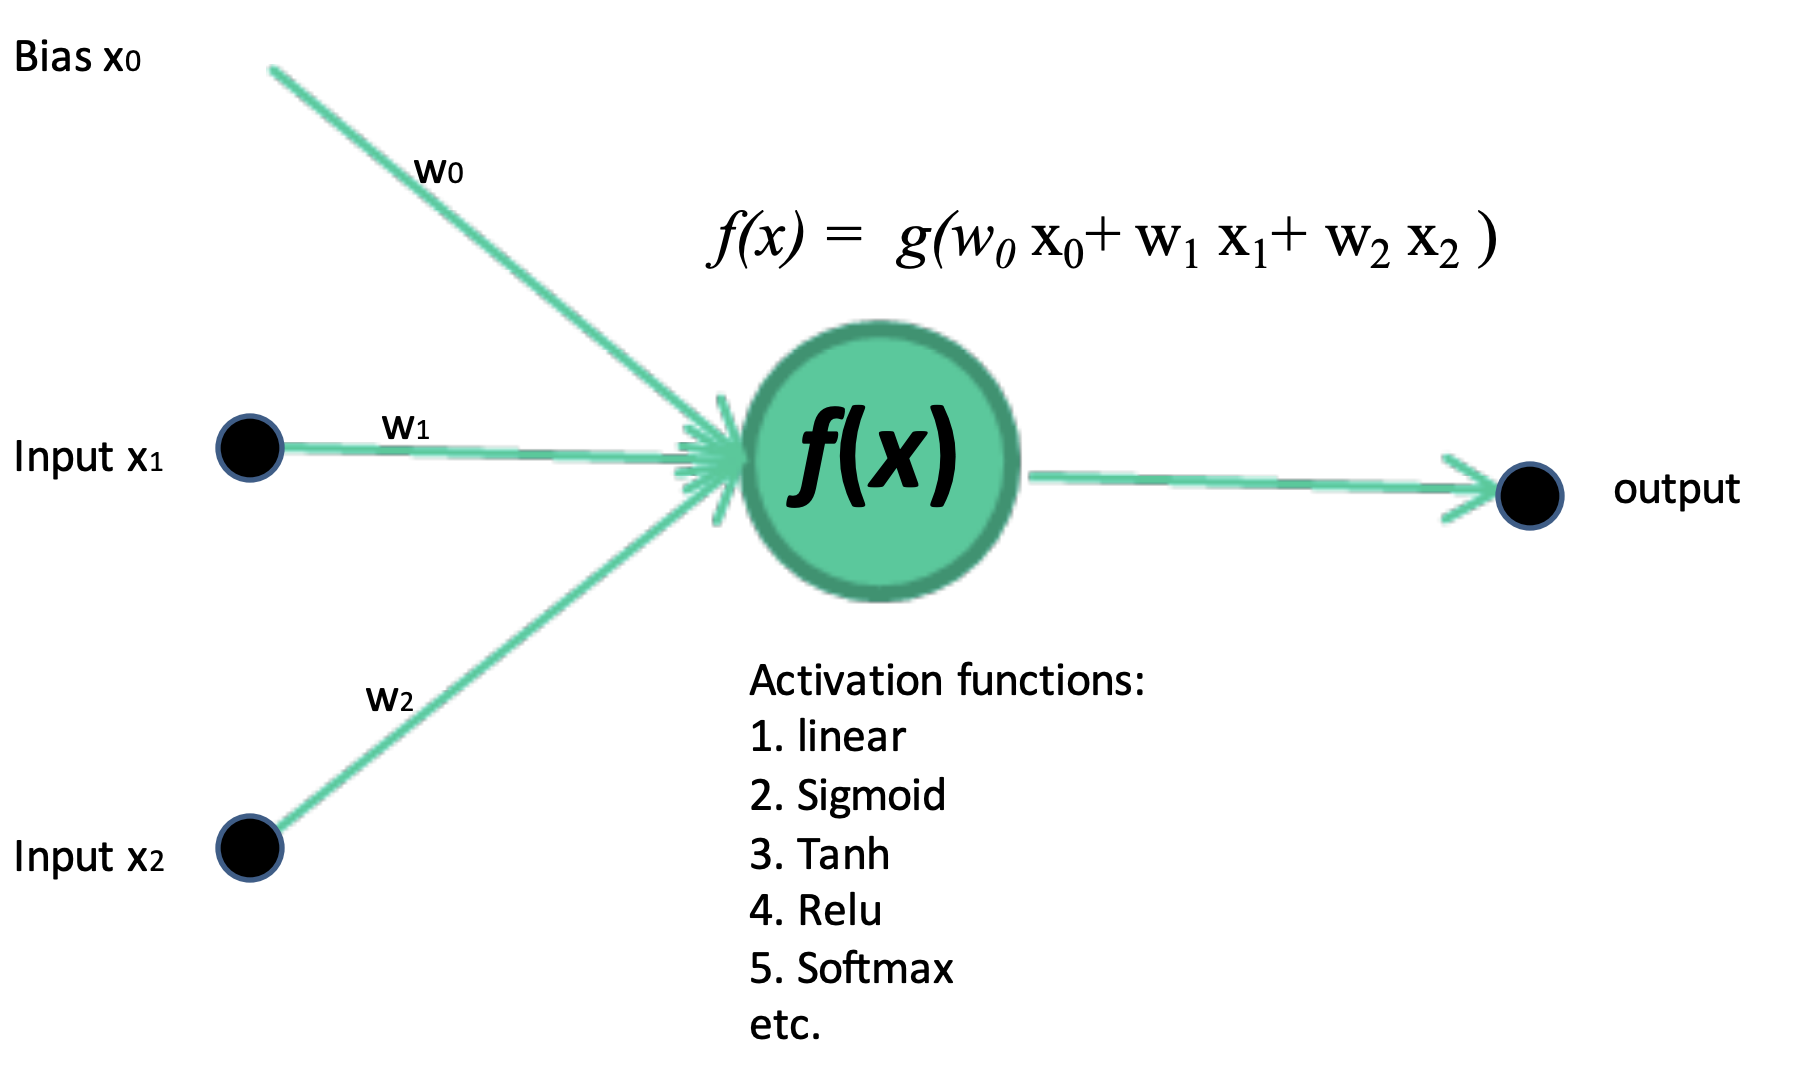 Bias x0
w0
f(x) = g(w0 x0+ w1 x1+ w2 x2 )
w1
Input x1
f(x)
output
w2
Input x2
Activation functions:
1. linear
2. Sigmoid
3. Tanh
4. Relu
5. Softmax
etc.